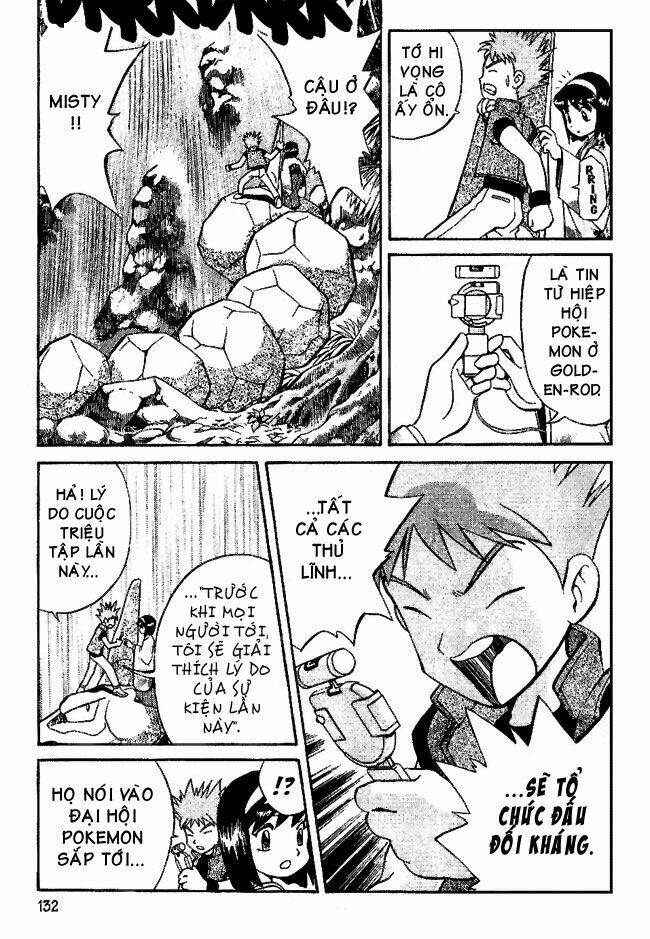 DRRRDRRR
MISTY
!!
CẬU Ở
ĐÂU!?
TỚ HI
VỌNG
LÀ CÔ
ẤY ỔN.
RRING
LÀ TIN
TỪ HIỆP
HỘI
POKE-
MON Ở
GOLD-
EN-ROD.
HẢ! LÝ
DO CUỘC
TRIỆU
TẬP LẦN
NÀY...
..."TRƯỚC
KHI MỌI
NGƯỜI TỚI,
TÔI SẼ GIẢI
THÍCH LÝ DO
CỦA SỰ
KIỆN LẦN
NÀY".
HỌ NÓI VÀO
ĐẠI HỘI
POKEMON
SẮP TỚI...
!?
...TẤT
CẢ CÁC
THỦ
LĨNH...
...SẼ TỔ
CHỨC ĐẤU
ĐỐI KHÁNG.
132